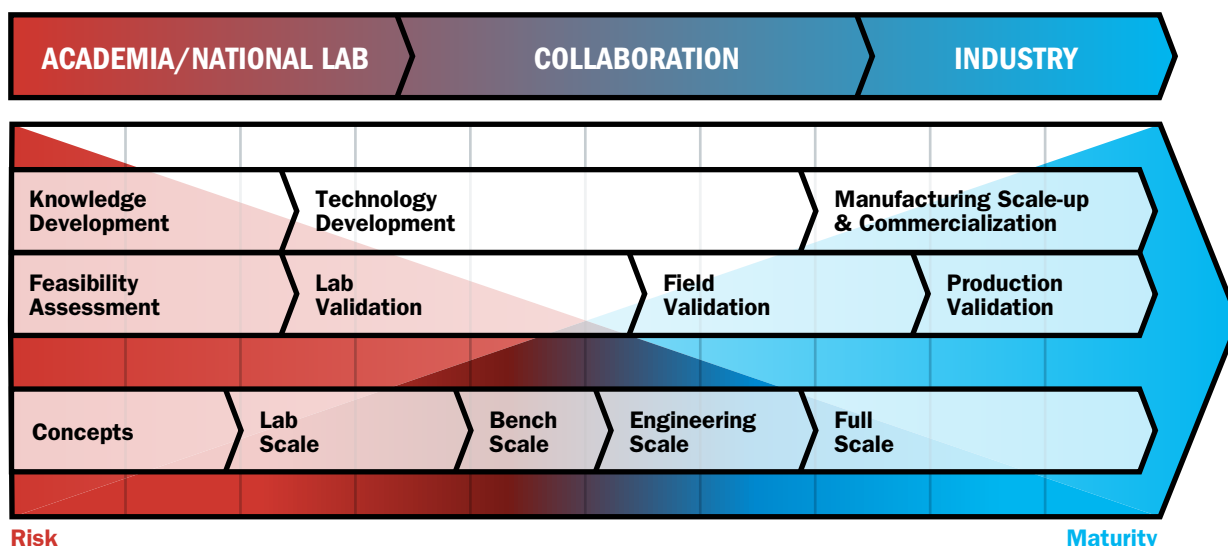 ACADEMIA/NATIONAL LAB
COLLABORATION
INDUSTRY
Knowledge
Development
Technology
Development
Manufacturing Scale-up
& Commercialization
Feasibility
Assessment
Lab
Validation
Field
Validation
Production
Validation
Concepts
Lab
Scale
Bench
Scale
Engineering
Scale
Full
Scale
Risk
Maturity